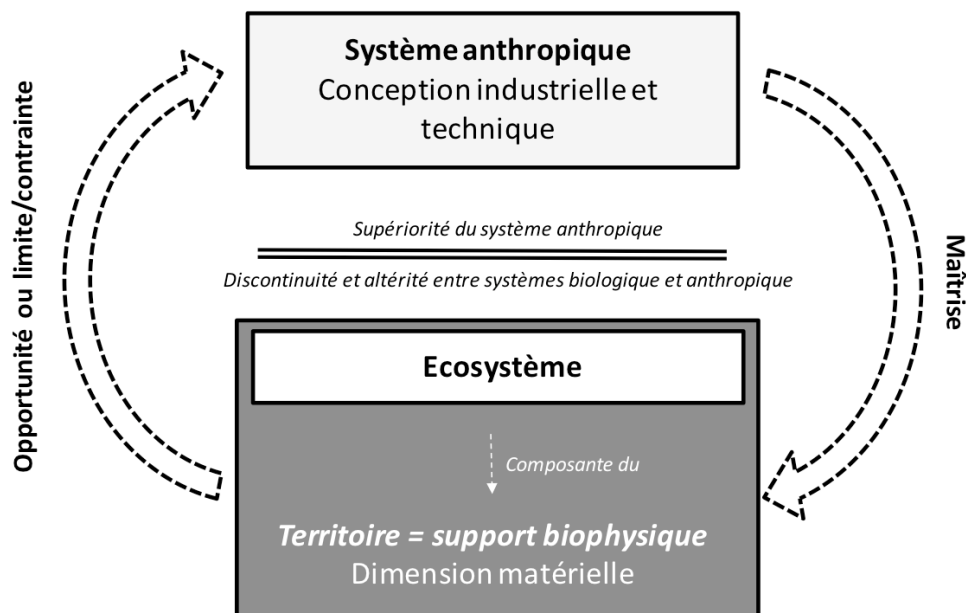 Système anthropique
Conception industrielle et
technique
Opportunité ou limite/contrainte
Maîtrise
Supériorité du système anthropique
Discontinuité et altérité entre systèmes biologique et anthropique
Ecosystème
Composante du
Territoire = support biophysique
Dimension matérielle